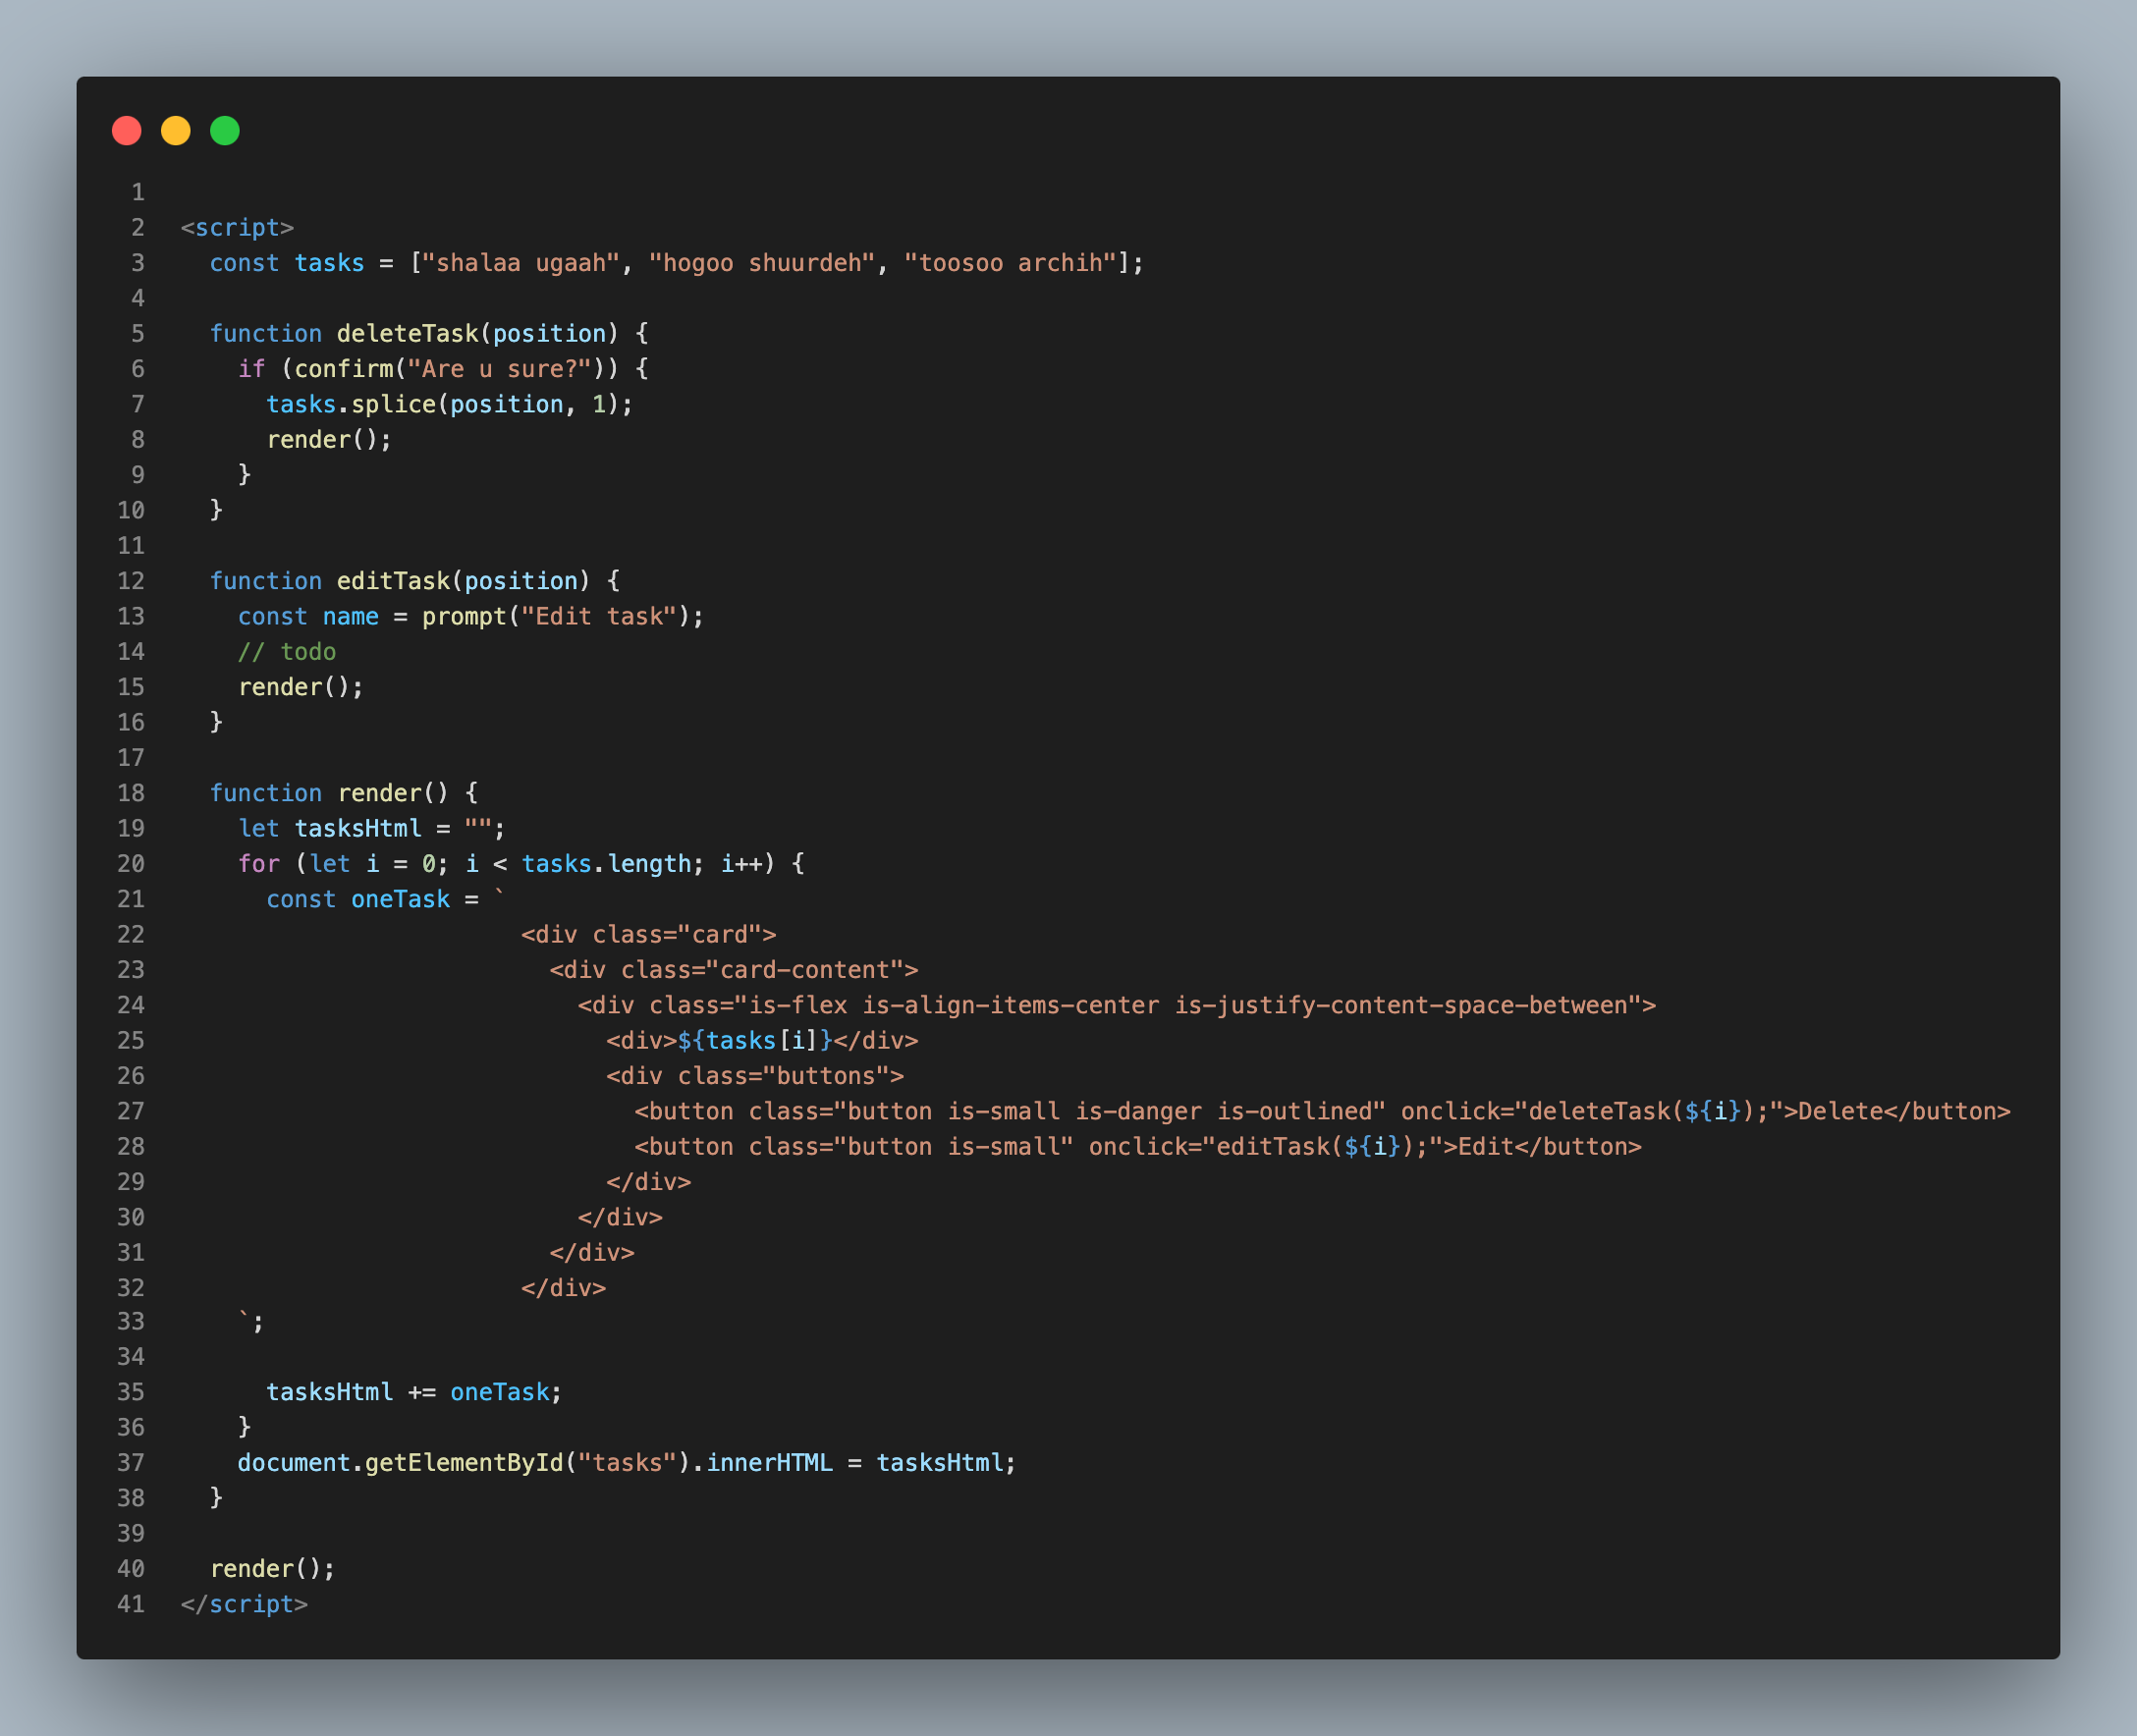 1
2 <script>
3   const tasks = ["shalaa ugaah", "hogoo shuurdeh", "toosoo archih"];
4
5   function deleteTask(position) {
6     if (confirm("Are u sure?")) {
7       tasks.splice(position, 1);
8       render();
9     }
10   }
11
12   function editTask(position) {
13     const name = prompt("Edit task");
14     // todo
15     render();
16   }
17
18   function render() {
19     let tasksHtml = "";
20     for (let i = 0; i < tasks.length; i++) {
21       const oneTask = `
22                         <div class="card">
23                           <div class="card-content">
24                             <div class="is-flex is-align-items-center is-justify-content-space-between">
25                               <div>${tasks[i]}</div>
26                               <div class="buttons">
27                                 <button class="button is-small is-danger is-outlined" onclick="deleteTask(${i});">Delete</button>
28                                 <button class="button is-small" onclick="editTask(${i});">Edit</button>
29                               </div>
30                             </div>
31                           </div>
32                         </div>
33     `;
34
35       tasksHtml += oneTask;
36     }
37     document.getElementById("tasks").innerHTML = tasksHtml;
38   }
39
40   render();
41 </script>